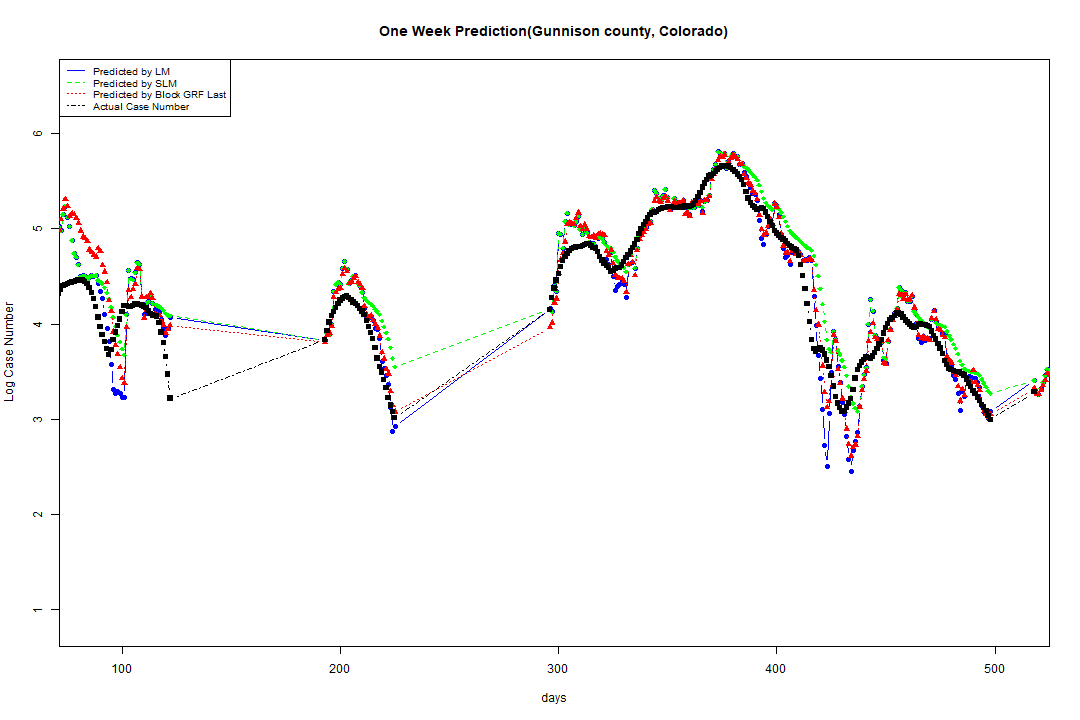 One Week Prediction(Gunnison county, Colorado)
Predicted by LM
Predicted by SLM
Predicted by Block GRF Last
Actual Case Number
6
5
4
3
2
1
Log Case Number
100 200 300 400 500
days